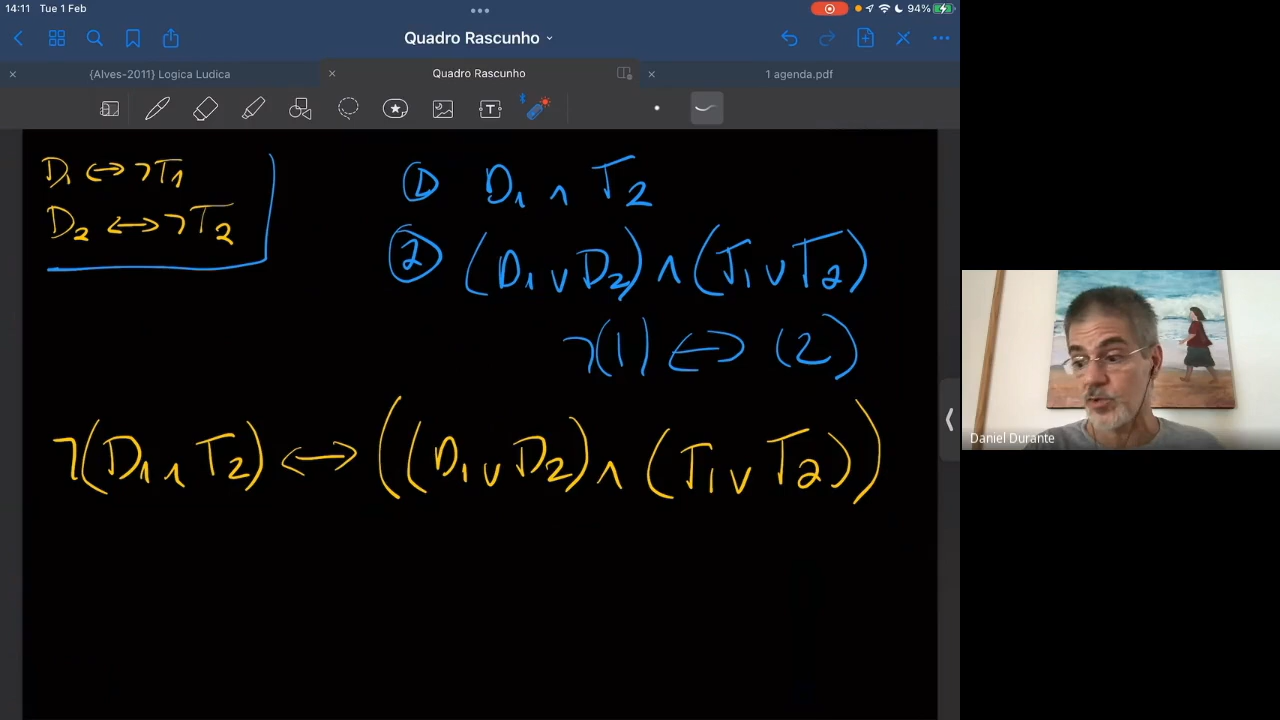 14:11 Tue 1 Feb
94%
Quadro Rascunho
{Alves-2011} Logica Ludica
Quadro Rascunho
1 agenda.pdf
D₁ ↔ ¬T₁
D₂ ↔ ¬T₂
① D₁ ∧ T₂
② (D₁ ∨ D₂) ∧ (T₁ ∨ T₂)
¬(1) ↔ (2)
¬(D₁ ∧ T₂) ↔ ((D₁ ∨ D₂) ∧ (T₁ ∨ T₂))
Daniel Durante